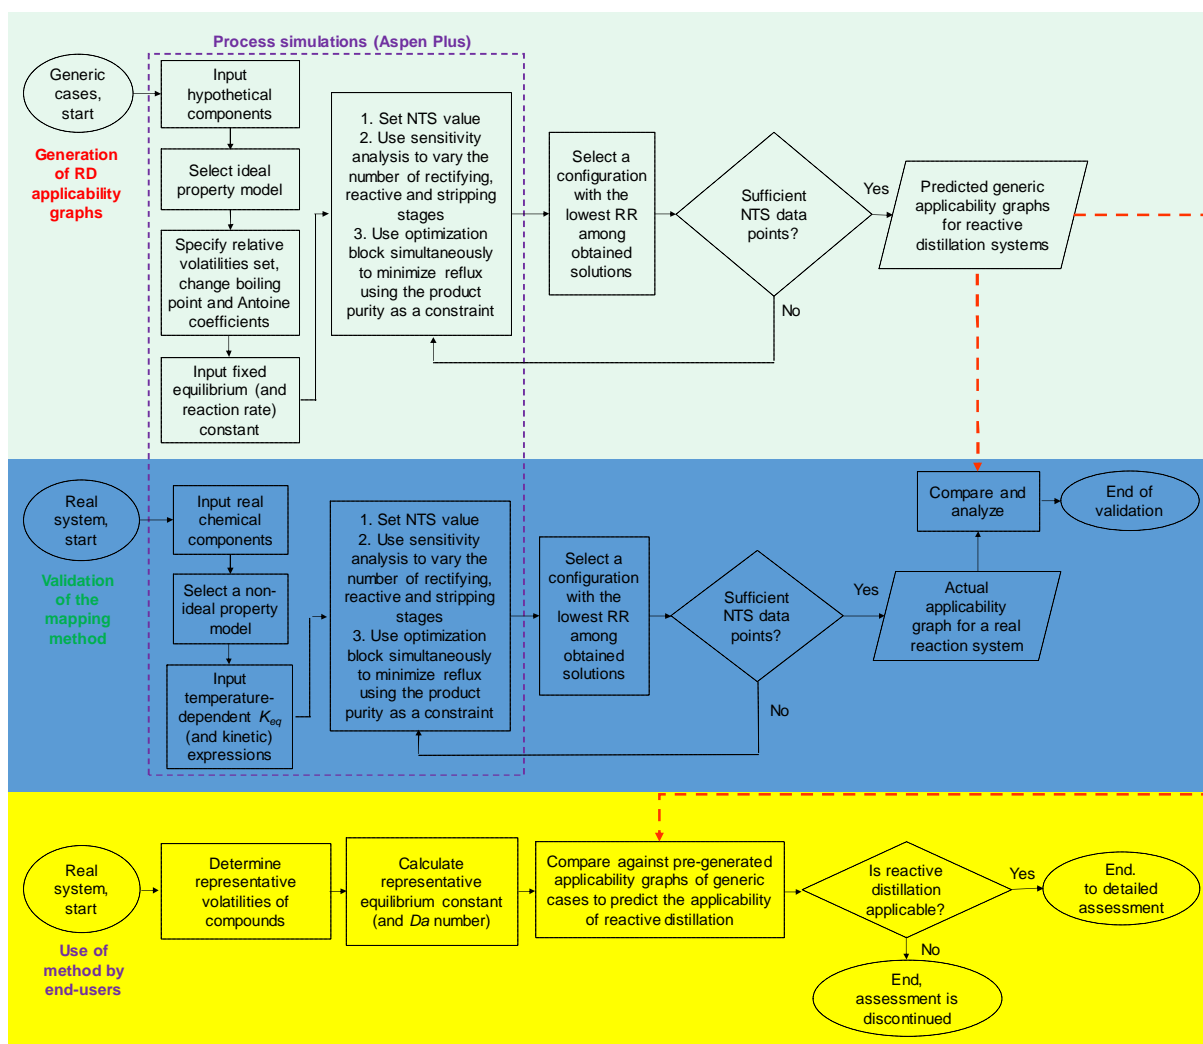 Process simulations (Aspen Plus)
Generic
cases,
start
Generation
of RD
applicability
graphs
Input
hypothetical
components
Select ideal
property model
Specify relative
volatilities set,
change boiling
point and Antoine
coefficients
Input fixed
equilibrium (and
reaction rate)
constant
1. Set NTS value
2. Use sensitivity
analysis to vary the
number of rectifying,
reactive and stripping
stages
3. Use optimization
block simultaneously
to minimize reflux
using the product
purity as a constraint
Select a
configuration
with the
lowest RR
among
obtained
solutions
Sufficient
NTS data
points?
Yes
No
Predicted generic
applicability graphs
for reactive
distillation systems
Real
system,
start
Validation
of the
mapping
method
Input real
chemical
components
Select a non-
ideal property
model
Input
temperature-
dependent Keq
(and kinetic)
expressions
1. Set NTS value
2. Use sensitivity
analysis to vary the
number of rectifying,
reactive and stripping
stages
3. Use optimization
block simultaneously
to minimize reflux
using the product
purity as a constraint
Select a
configuration
with the
lowest RR
among
obtained
solutions
Sufficient
NTS data
points?
Yes
No
Actual
applicability
graph for a real
reaction system
Compare and
analyze
End of
validation
Real
system,
start
Use of
method by
end-users
Determine
representative
volatilities of
compounds
Calculate
representative
equilibrium constant
(and Da number)
Compare against pre-generated
applicability graphs of generic
cases to predict the applicability
of reactive distillation
Is reactive
distillation
applicable?
Yes
No
End.
to detailed
assessment
End,
assessment is
discontinued